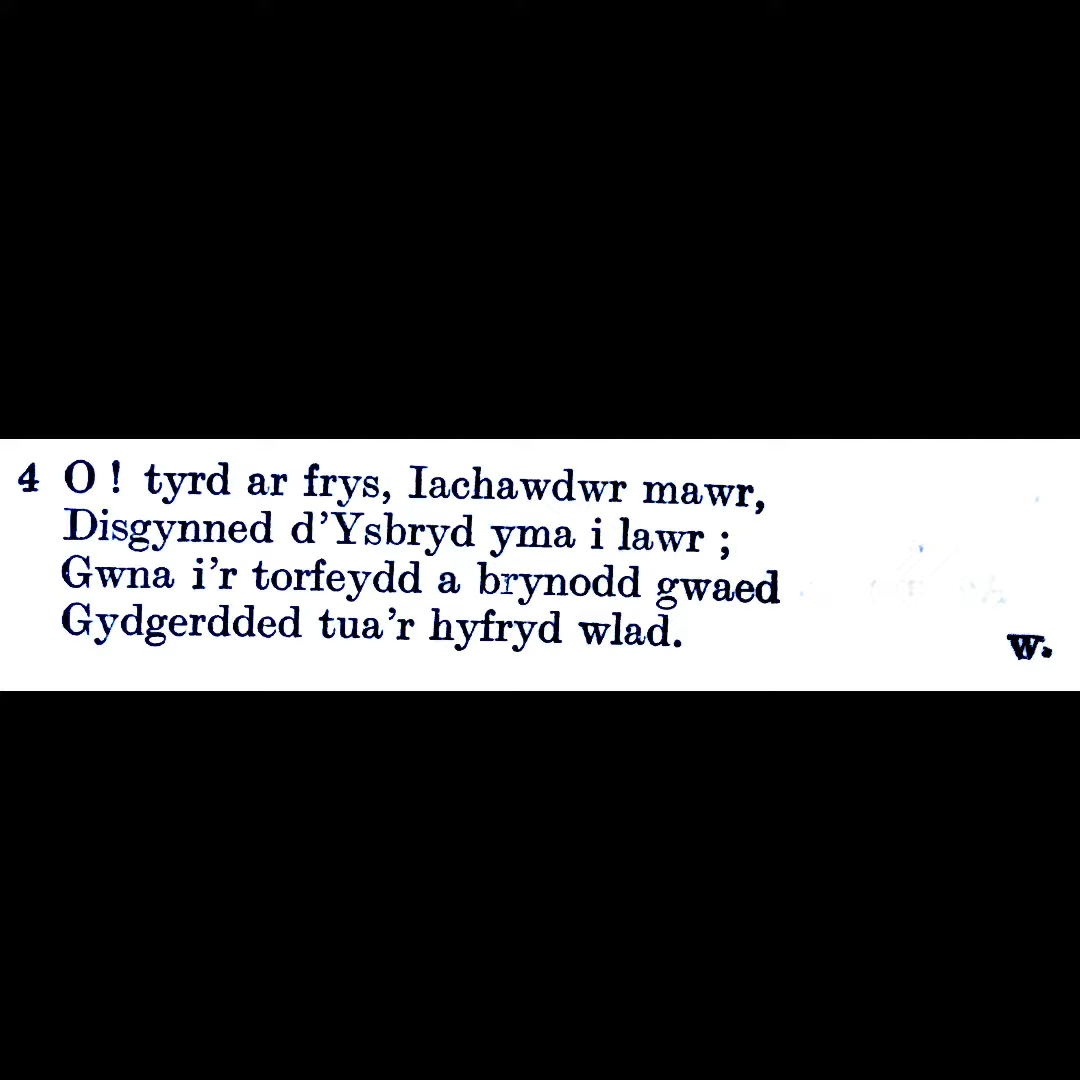 4 O ! tyrd ar frys, Iachawdwr mawr,
Disgynned d’Ysbryd yma i lawr ;
Gwna i’r torfeydd a brynodd gwaed
Gydgerdded tua’r hyfryd wlad.
W.